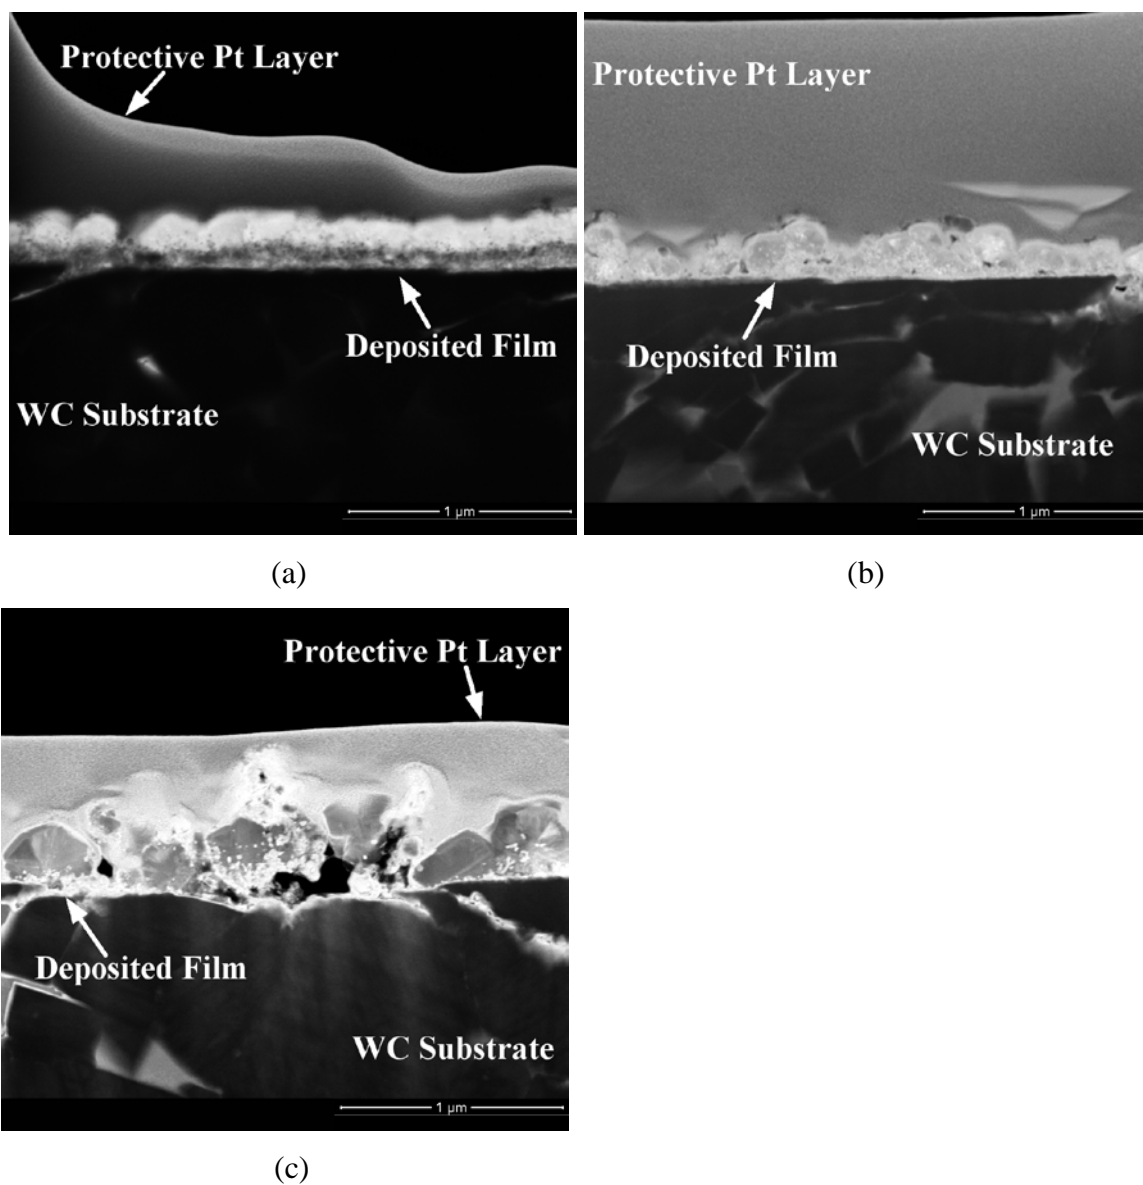 Protective Pt Layer
Deposited Film
WC Substrate
1 µm
(a)
Protective Pt Layer
Deposited Film
WC Substrate
1 µm
(b)
Protective Pt Layer
Deposited Film
WC Substrate
1 µm
(c)